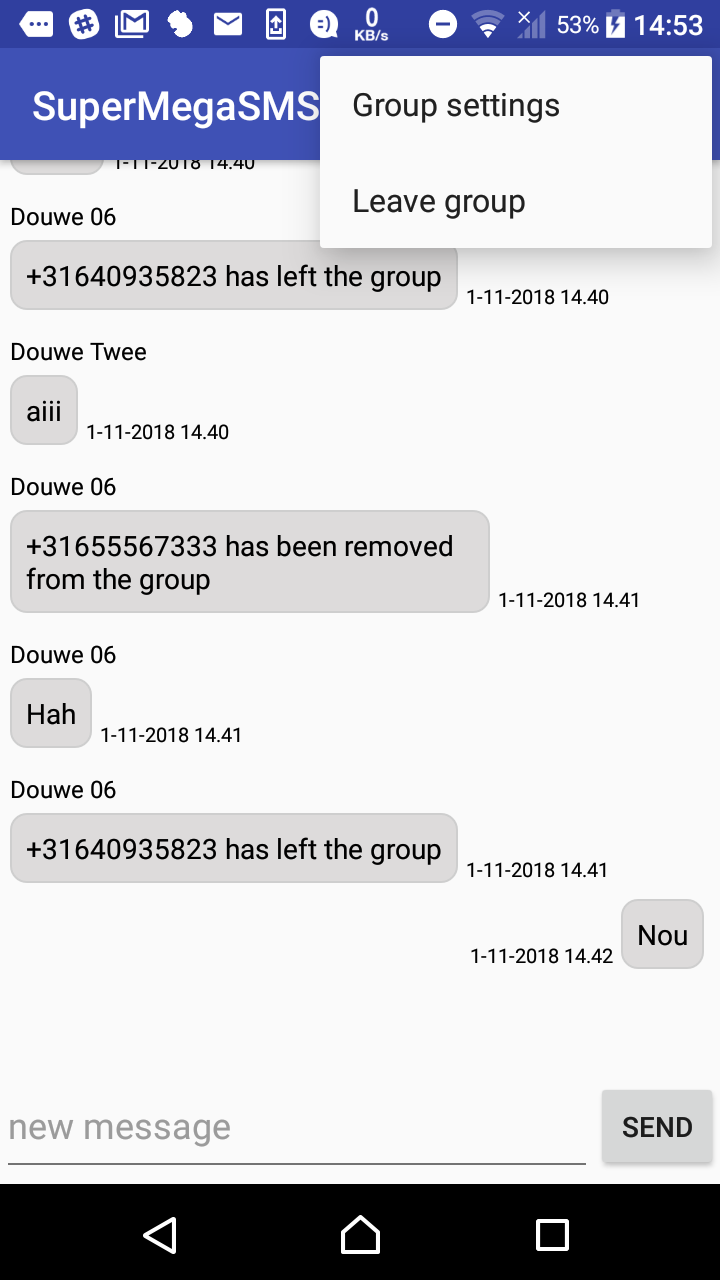 0
KB/s
53%
14:53
SuperMegaSMS
Group settings
Leave group
1-11-2018 14.40
Douwe 06
+31640935823 has left the group
1-11-2018 14.40
Douwe Twee
aiii
1-11-2018 14.40
Douwe 06
+31655567333 has been removed
from the group
1-11-2018 14.41
Douwe 06
Hah
1-11-2018 14.41
Douwe 06
+31640935823 has left the group
1-11-2018 14.41
Nou
1-11-2018 14.42
new message
SEND